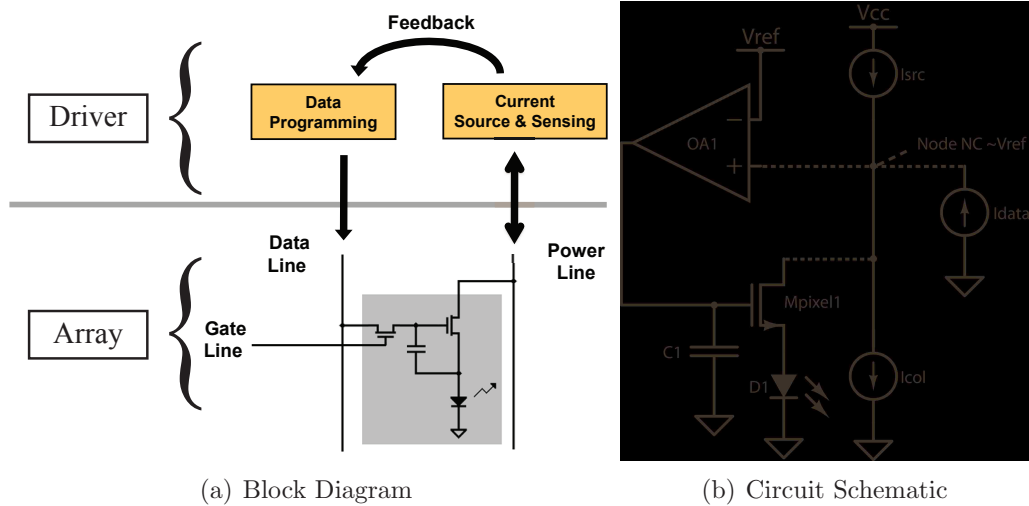 Feedback
Driver
Data
Programming
Current
Source & Sensing
Data
Line
Power
Line
Array
Gate
Line
(a) Block Diagram
Vcc
Vref
Isrc
OA1
Node NC ~Vref
Idata
Mpixel1
C1
D1
Icol
(b) Circuit Schematic